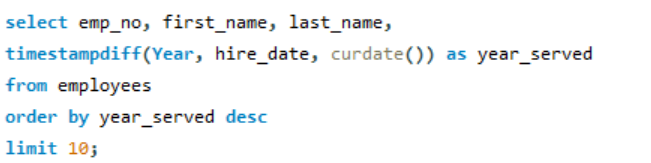 select emp_no, first_name, last_name,
timestampdiff(Year, hire_date, curdate()) as year_served
from employees
order by year_served desc
limit 10;